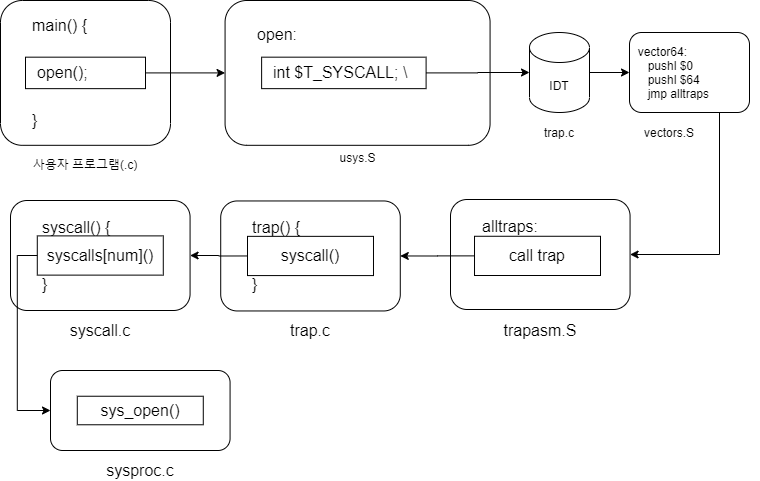 main() {
open();
}
사용자 프로그램(.c)
open:
int $T_SYSCALL; \
usys.S
IDT
trap.c
vector64:
pushl $0
pushl $64
jmp alltraps
vectors.S
syscall() {
syscalls[num]()
}
syscall.c
trap() {
syscall()
}
trap.c
alltraps:
call trap
trapasm.S
sys_open()
sysproc.c